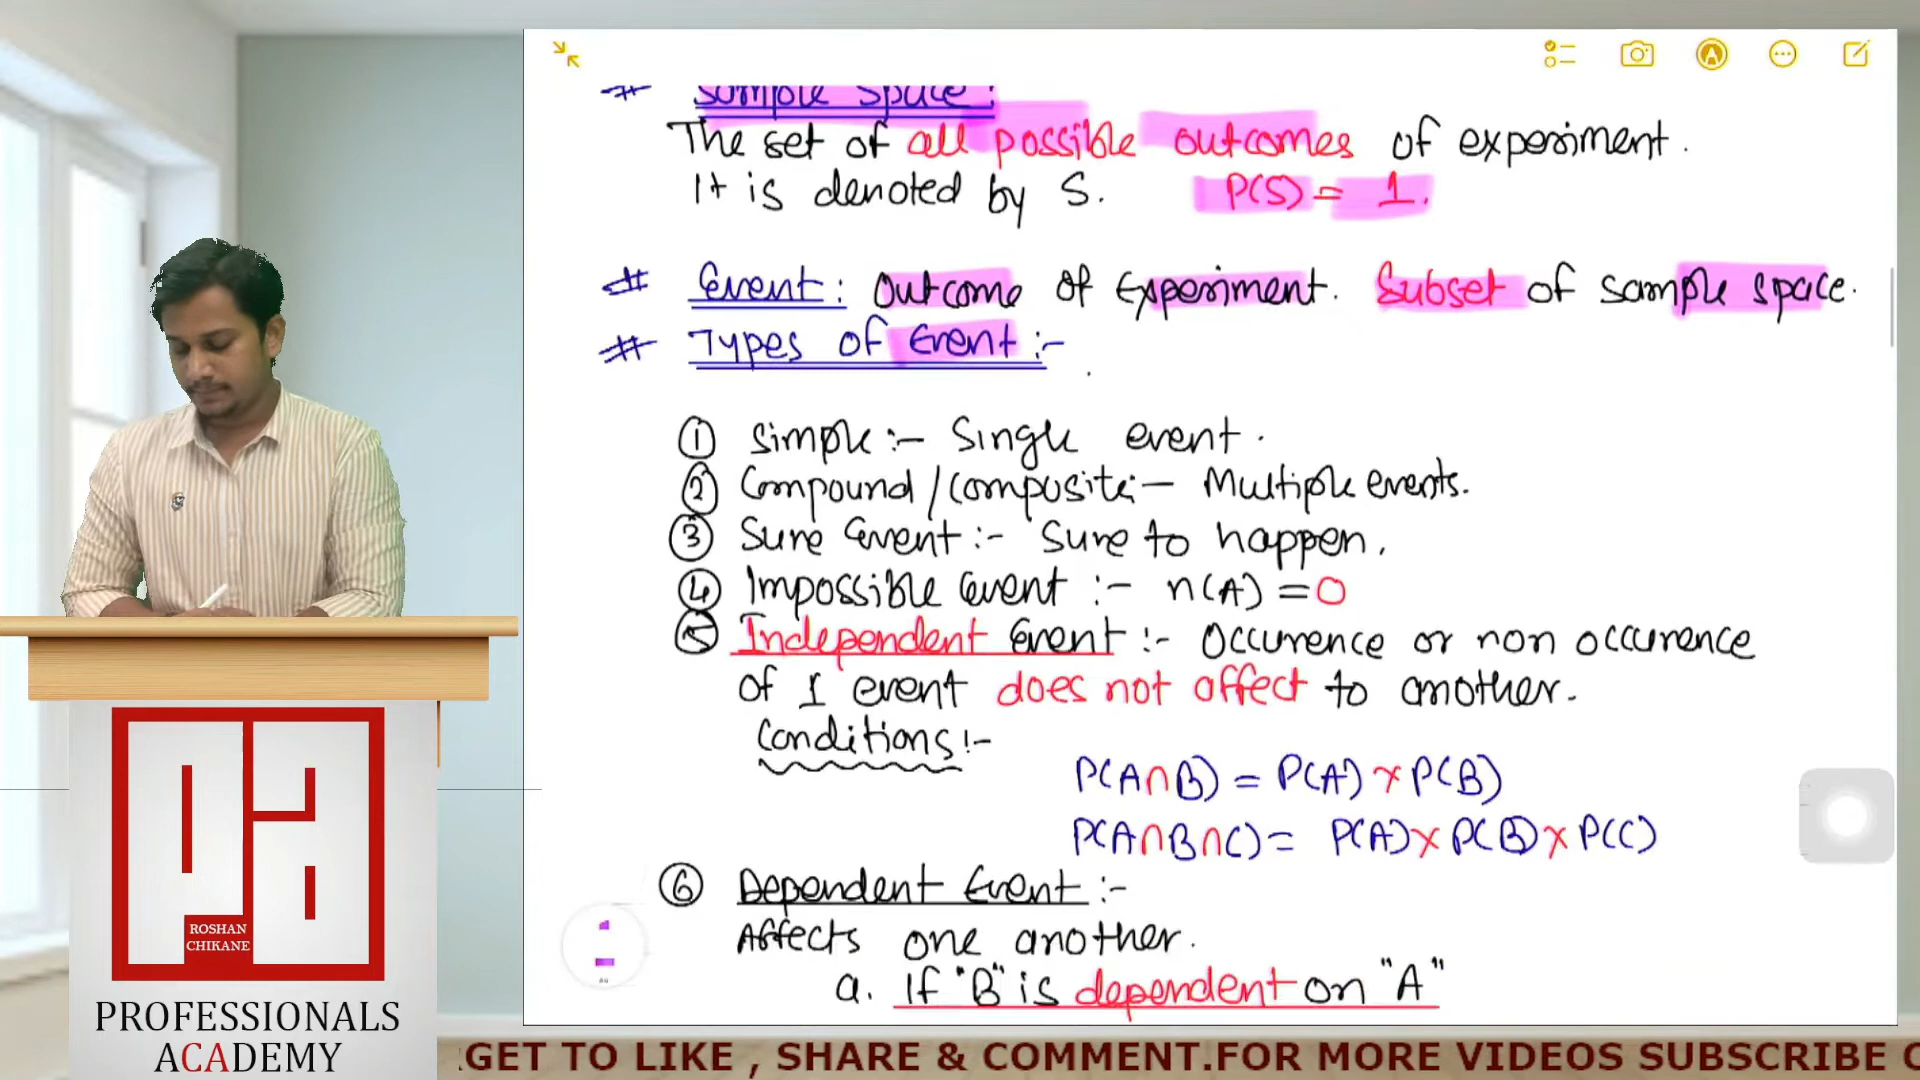 # Sample Space:
The set of all possible outcomes of experiment.
It is denoted by S. P(S) = 1.
# Event: Outcome of Experiment. Subset of sample space.
# Types of Event :-
① Simple :- Single event.
② Compound / Composite :- Multiple events.
③ Sure Event :- Sure to happen.
④ Impossible Event :- n(A) = 0
⑤ Independent Event :- Occurence or non occurence
of 1 event does not affect to another.
Conditions :-
P(A∩B) = P(A) × P(B)
P(A∩B∩C) = P(A) × P(B) × P(C)
⑥ Dependent Event :-
Affects one another.
a. If "B" is dependent on "A"
pa
ROSHAN
CHIKANE
PROFESSIONALS
ACADEMY
GET TO LIKE , SHARE & COMMENT.FOR MORE VIDEOS SUBSCRIBE